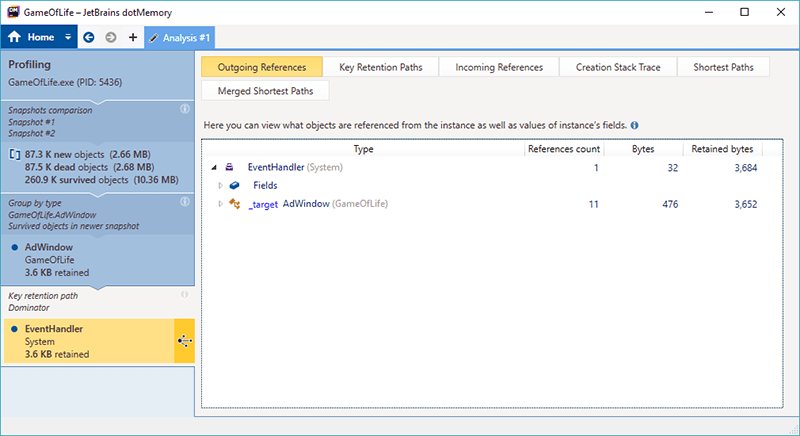 GameOfLife – JetBrains dotMemory
Home
Analysis #1
Profiling
GameOfLife.exe (PID: 5436)
Snapshots comparison
Snapshot #1
Snapshot #2
87.3 K new objects (2.66 MB)
87.5 K dead objects (2.68 MB)
260.9 K survived objects (10.36 MB)
Group by type
GameOfLife.AdWindow
Survived objects in newer snapshot
AdWindow
GameOfLife
3.6 KB retained
Key retention path
Dominator
EventHandler
System
3.6 KB retained
Outgoing References Key Retention Paths Incoming References Creation Stack Trace Shortest Paths
Merged Shortest Paths
Here you can view what objects are referenced from the instance as well as values of instance's fields.
Type References count Bytes Retained bytes
EventHandler (System) 1 32 3,684
Fields
_target AdWindow (GameOfLife) 11 476 3,652